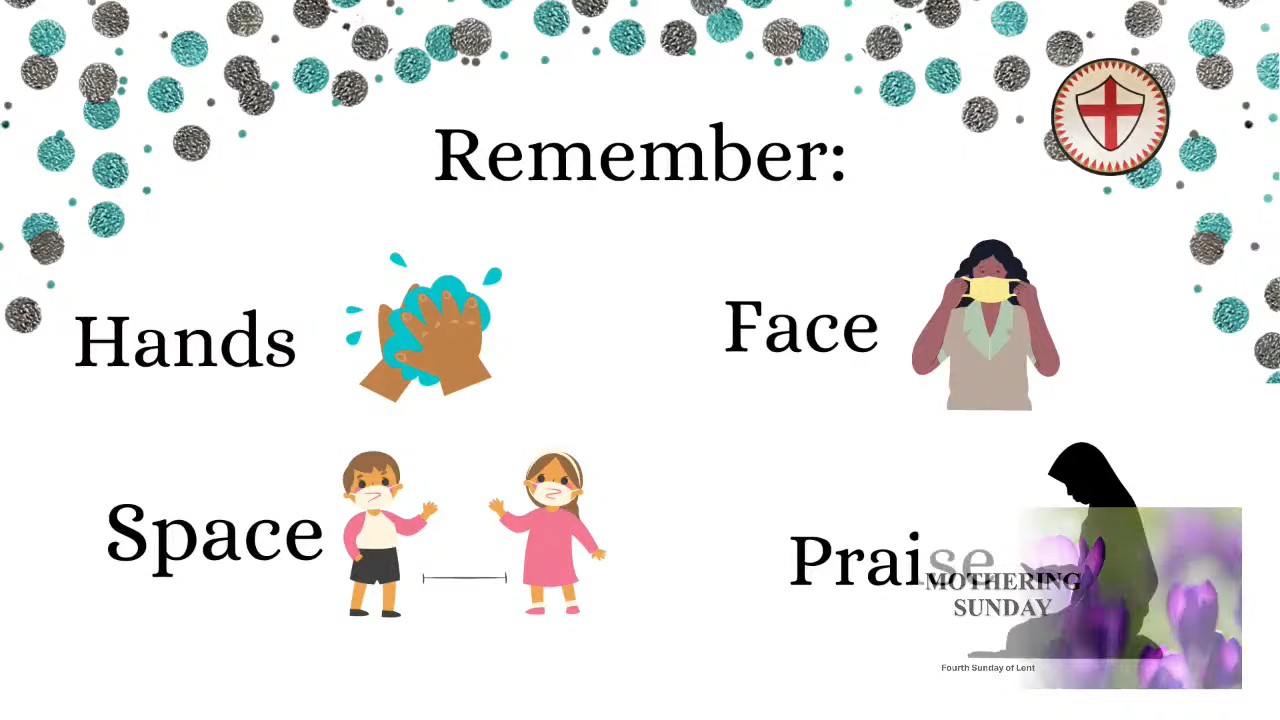 Remember:
Hands
Face
Space
Praise
MOTHERING
SUNDAY
Fourth Sunday of Lent